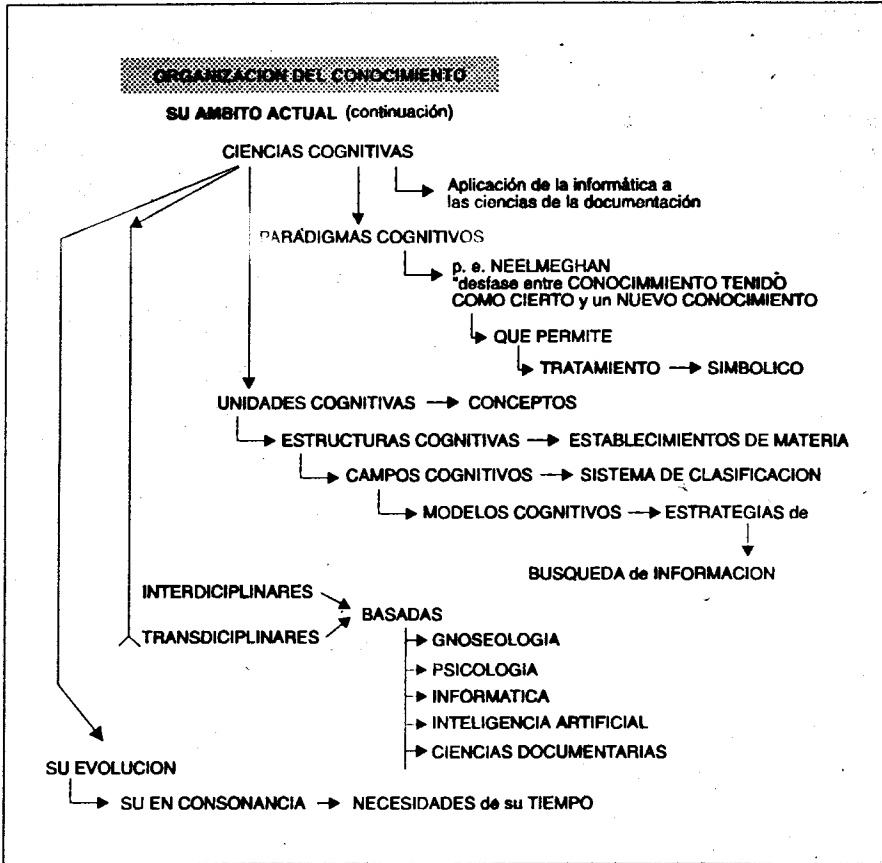 ORGANIZACION DEL CONOCIMIENTO
SU AMBITO ACTUAL (continuación)
CIENCIAS COGNITIVAS
Aplicación de la informática a
las ciencias de la documentación
PARADIGMAS COGNITIVOS
p. e. NEELMEGHAN
"desfase entre CONOCIMMIENTO TENIDO
COMO CIERTO y un NUEVO CONOCIMIENTO
QUE PERMITE
TRATAMIENTO SIMBOLICO
UNIDADES COGNITIVAS CONCEPTOS
ESTRUCTURAS COGNITIVAS ESTABLECIMIENTOS DE MATERIA
CAMPOS COGNITIVOS SISTEMA DE CLASIFICACION
MODELOS COGNITIVOS ESTRATEGIAS de
BUSQUEDA de INFORMACION
INTERDICIPLINARES
BASADAS
TRANSDICIPLINARES
GNOSEOLOGIA
PSICOLOGIA
INFORMATICA
INTELIGENCIA ARTIFICIAL
CIENCIAS DOCUMENTARIAS
SU EVOLUCION
SU EN CONSONANCIA NECESIDADES de su TIEMPO